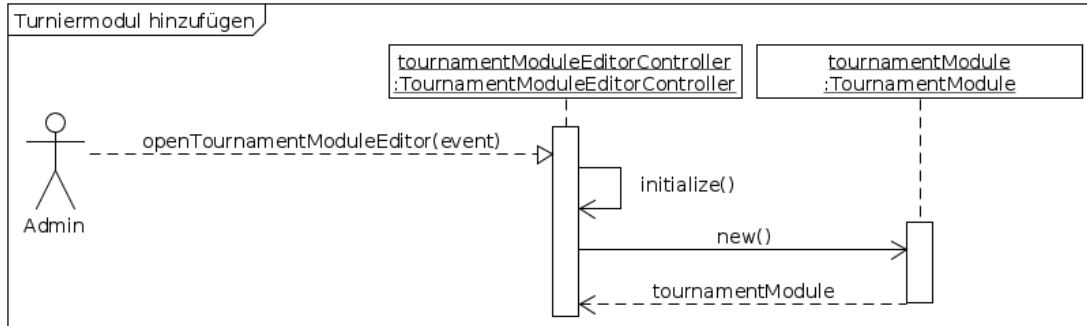 Turniermodul hinzufügen
tournamentModuleEditorController
:TournamentModuleEditorController
tournamentModule
:TournamentModule
openTournamentModuleEditor(event)
initialize()
Admin
new()
tournamentModule